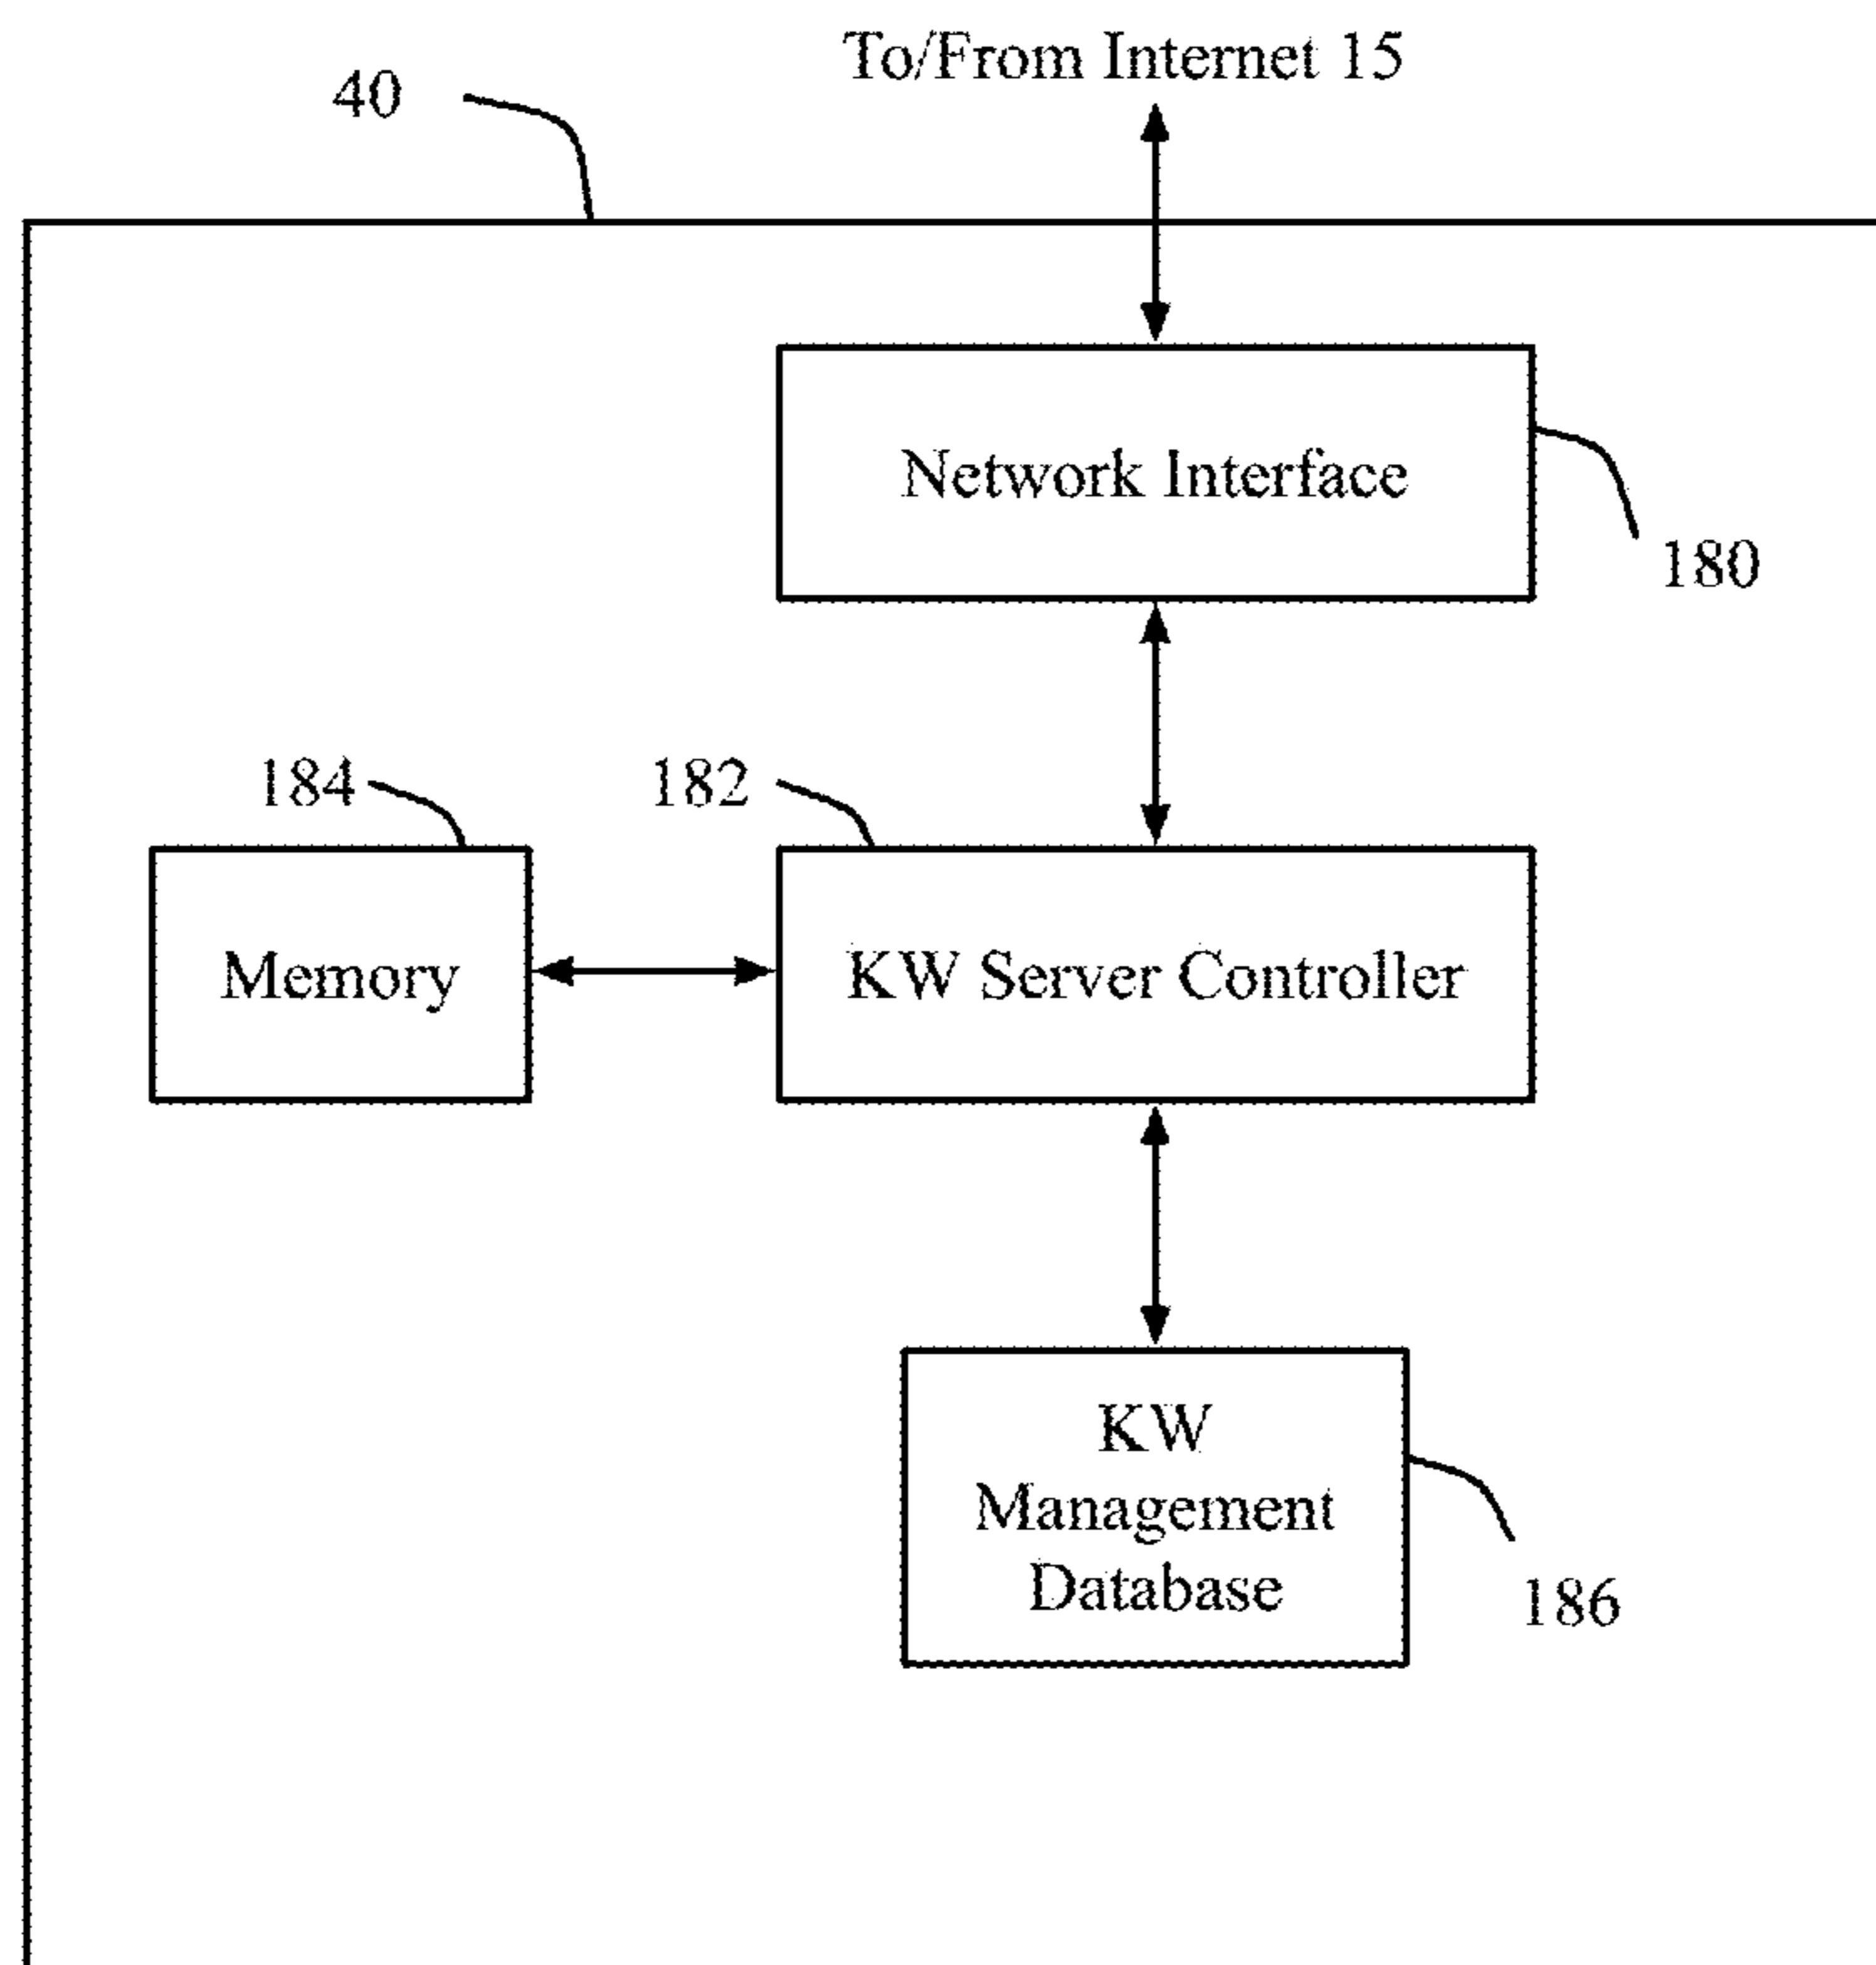 To/From Internet 15
40
Network Interface
180
184
182
Memory
KW Server Controller
KW
Management
Database
186